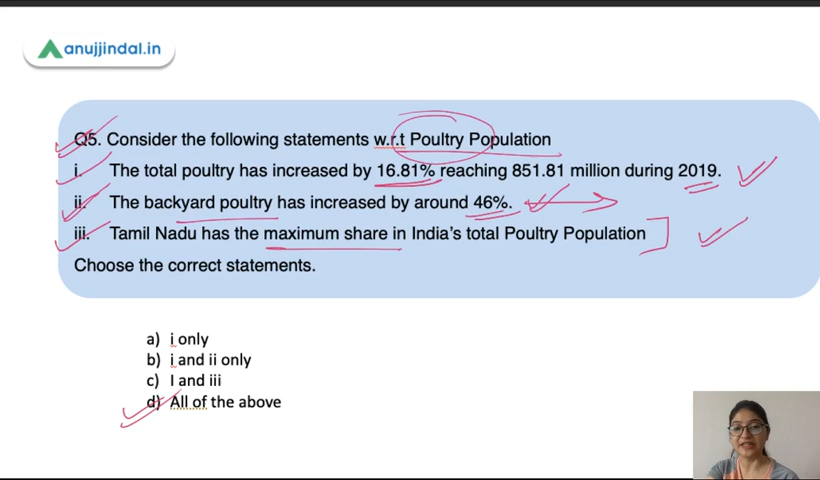 anujjindal.in
Q5. Consider the following statements w.r.t Poultry Population
i. The total poultry has increased by 16.81% reaching 851.81 million during 2019.
ii. The backyard poultry has increased by around 46%.
iii. Tamil Nadu has the maximum share in India's total Poultry Population
Choose the correct statements.
a) i only
b) i and ii only
c) I and iii
d) All of the above